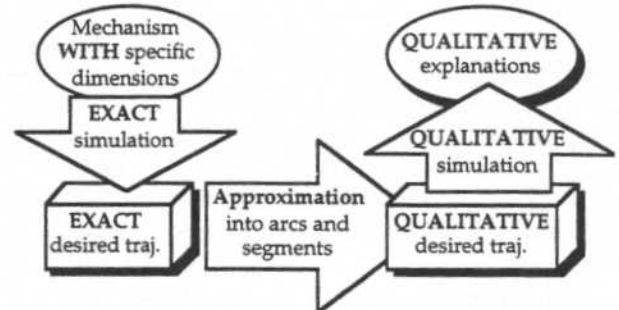 Mechanism
WITH specific
dimensions
EXACT
simulation
EXACT
desired traj.
Approximation
into arcs and
segments
QUALITATIVE
desired traj.
QUALITATIVE
simulation
QUALITATIVE
explanations